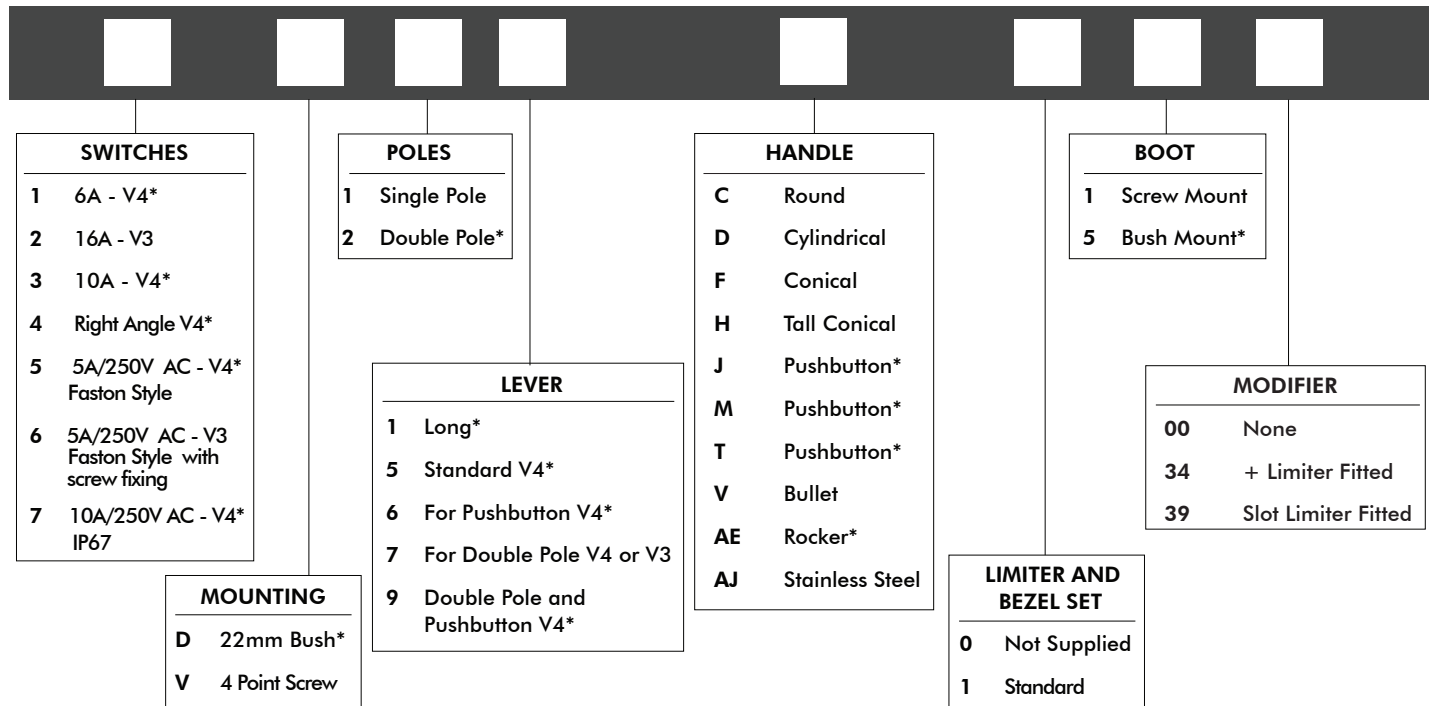 SWITCHES
1 6A - V4*
2 16A - V3
3 10A - V4*
4 Right Angle V4*
5 5A/250V AC - V4*
Faston Style
6 5A/250V AC - V3
Faston Style with
screw fixing
7 10A/250V AC - V4*
IP67
MOUNTING
D 22mm Bush*
V 4 Point Screw
POLES
1 Single Pole
2 Double Pole*
LEVER
1 Long*
5 Standard V4*
6 For Pushbutton V4*
7 For Double Pole V4 or V3
9 Double Pole and
Pushbutton V4*
HANDLE
C Round
D Cylindrical
F Conical
H Tall Conical
J Pushbutton*
M Pushbutton*
T Pushbutton*
V Bullet
AE Rocker*
AJ Stainless Steel
LIMITER AND
BEZEL SET
0 Not Supplied
1 Standard
BOOT
1 Screw Mount
5 Bush Mount*
MODIFIER
00 None
34 + Limiter Fitted
39 Slot Limiter Fitted